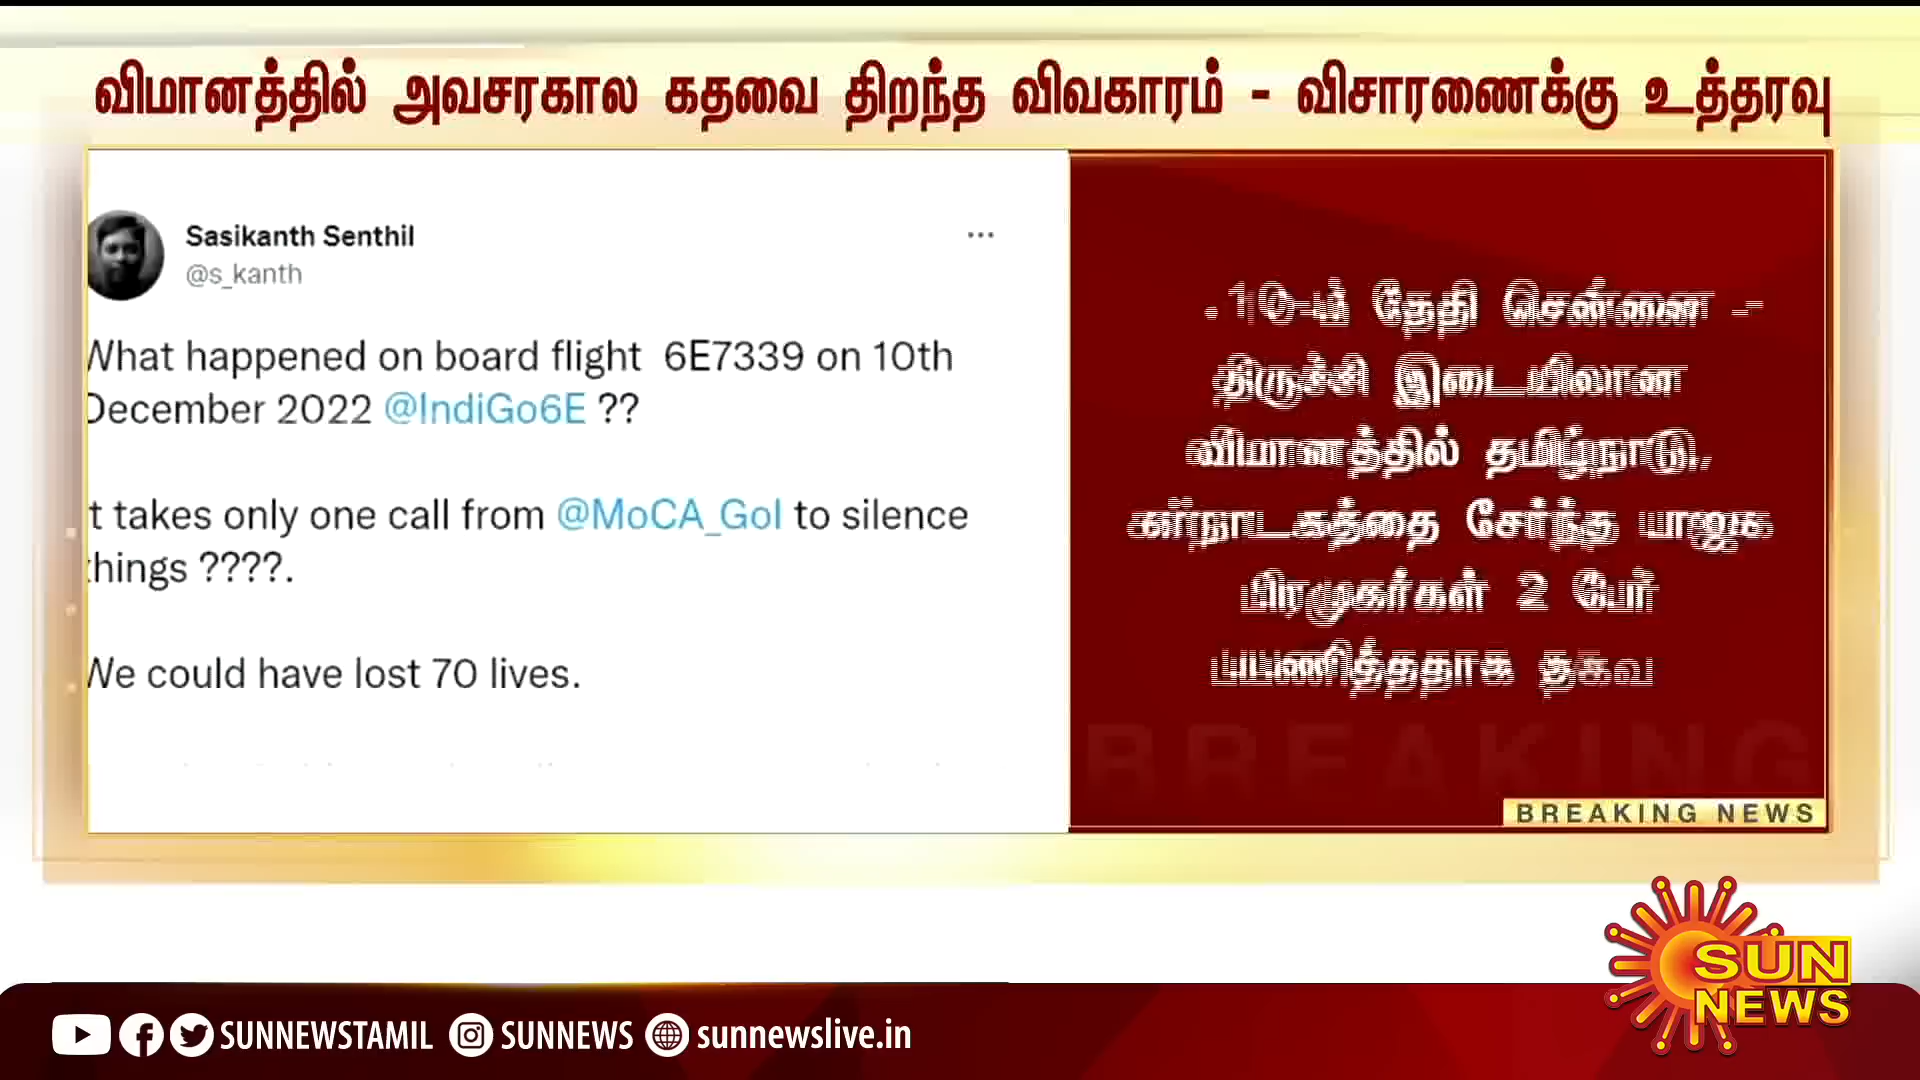 விமானத்தில் அவசரகால கதவை திறந்த விவகாரம் - விசாரணைக்கு உத்தரவு
Sasikanth Senthil
...
@s_kanth
What happened on board flight 6E7339 on 10th
December 2022 @IndiGo6E ??
t takes only one call from @MoCA_GoI to silence
things ????.
We could have lost 70 lives.
10-ம் தேதி சென்னை -
திருச்சி இடையிலான
விமானத்தில் தமிழ்நாடு,
கர்நாடகத்தை சேர்ந்த பாஜக
பிரமுகர்கள் 2 பேர்
பயணித்ததாக தகவ
BREAKING
BREAKING NEWS
SUN
NEWS
SUNNEWSTAMIL SUNNEWS sunnewslive.in